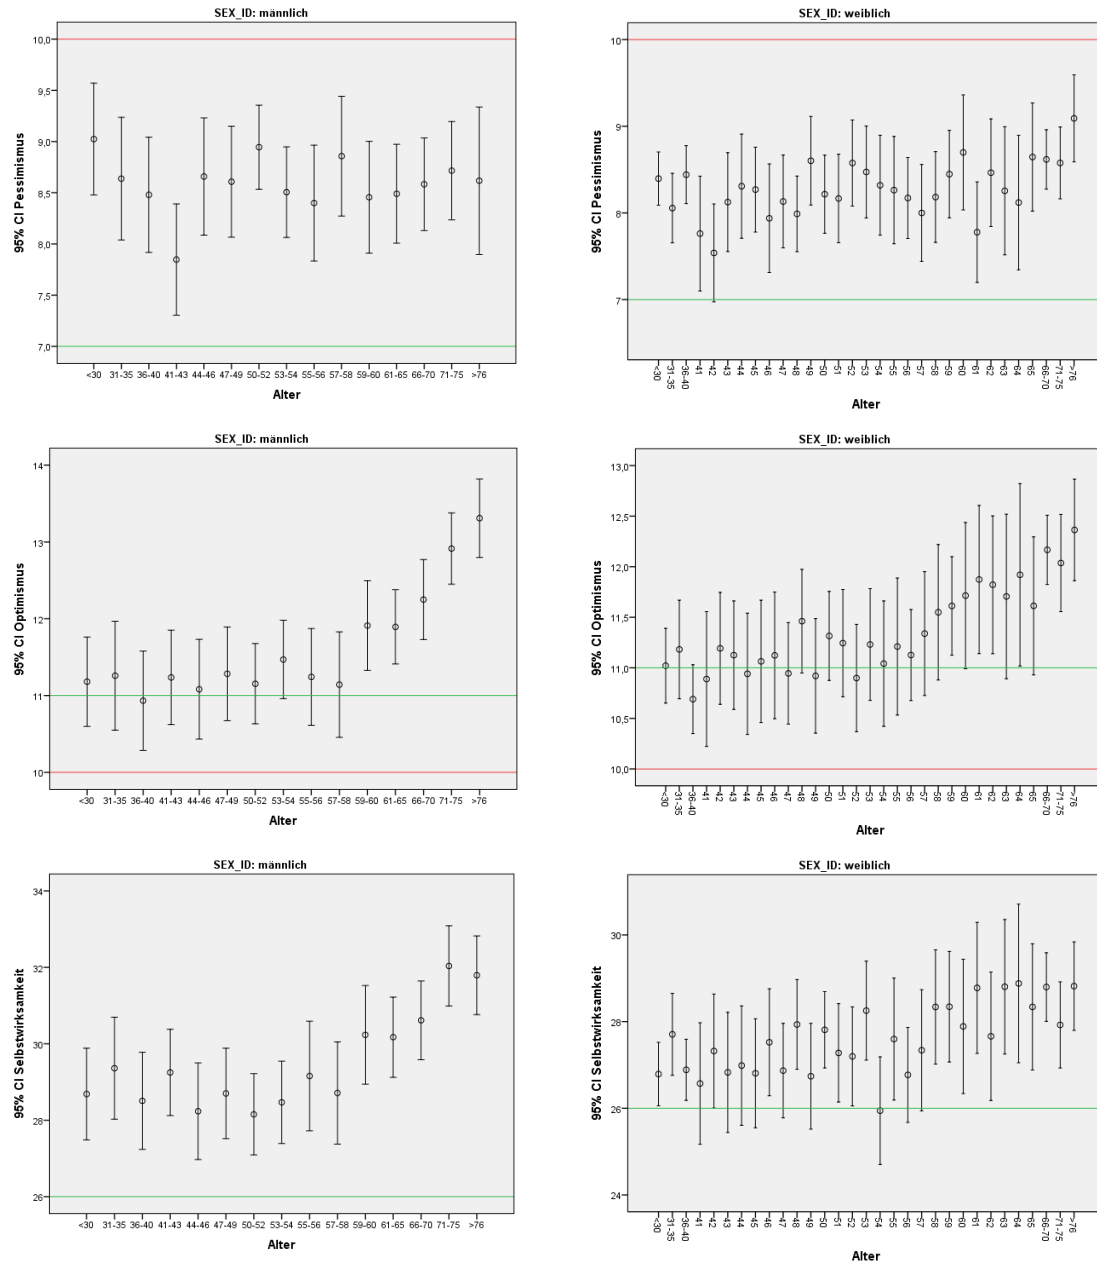 SEX_ID: männlich
95% CI Pessimismus
10,0
9,5
9,0
8,5
8,0
7,5
7,0
<30 31-35 36-40 41-43 44-46 47-49 50-52 53-54 55-56 57-58 59-60 61-65 66-70 71-75 >76
Alter
SEX_ID: weiblich
95% CI Pessimismus
10
9
8
7
<30 31-35 36-40 41 42 43 44 45 46 47 48 49 50 51 52 53 54 55 56 57 58 59 60 61 62 63 64 65 66-70 71-75 >76
Alter
SEX_ID: männlich
95% CI Optimismus
14
13
12
11
10
<30 31-35 36-40 41-43 44-46 47-49 50-52 53-54 55-56 57-58 59-60 61-65 66-70 71-75 >76
Alter
SEX_ID: weiblich
95% CI Optimismus
13,0
12,5
12,0
11,5
11,0
10,5
10,0
<30 31-35 36-40 41 42 43 44 45 46 47 48 49 50 51 52 53 54 55 56 57 58 59 60 61 62 63 64 65 66-70 71-75 >76
Alter
SEX_ID: männlich
95% CI Selbstwirksamkeit
34
32
30
28
26
<30 31-35 36-40 41-43 44-46 47-49 50-52 53-54 55-56 57-58 59-60 61-65 66-70 71-75 >76
Alter
SEX_ID: weiblich
95% CI Selbstwirksamkeit
30
28
26
24
<30 31-35 36-40 41 42 43 44 45 46 47 48 49 50 51 52 53 54 55 56 57 58 59 60 61 62 63 64 65 66-70 71-75 >76
Alter